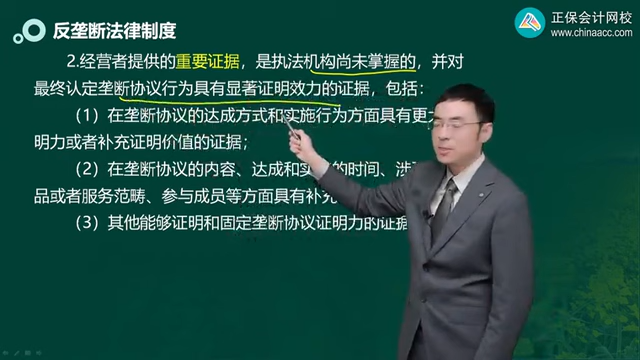 反垄断法律制度
正保会计网校
www.chinaacc.com
2.经营者提供的重要证据，是执法机构尚未掌握的，并对
最终认定垄断协议行为具有显著证明效力的证据，包括：
（1）在垄断协议的达成方式和实施行为方面具有更
明力或者补充证明价值的证据；
（2）在垄断协议的内容、达成和实 的时间、涉
品或者服务范畴、参与成员等方面具有补充
（3）其他能够证明和固定垄断协议证明力的证据